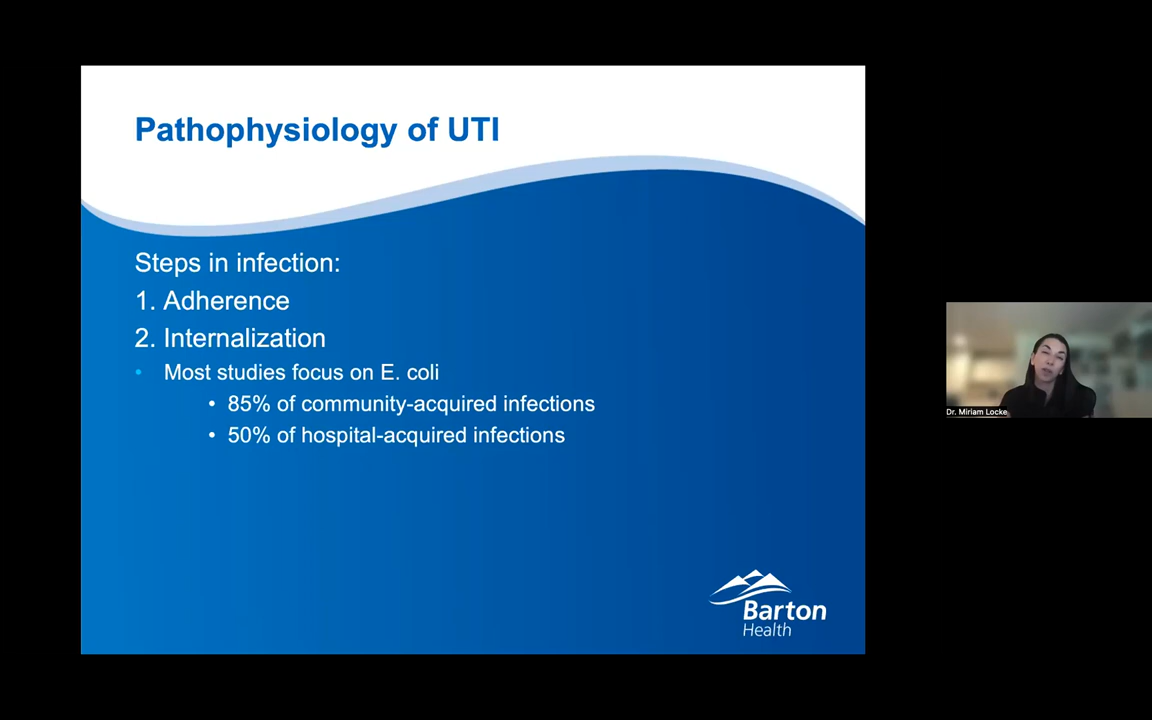 Pathophysiology of UTI
Steps in infection:
1. Adherence
2. Internalization
• Most studies focus on E. coli
• 85% of community-acquired infections
• 50% of hospital-acquired infections
Barton
Health
Dr. Miriam Locke